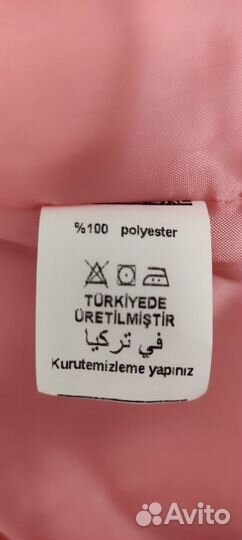 %100 polyester
TÜRKİYEDE
ÜRETİLMİŞTİR
في تركيا
Kurutemizleme yapınız
Avito